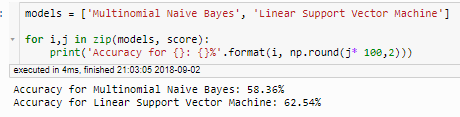 models = ['Multinomial Naive Bayes', 'Linear Support Vector Machine']
for i,j in zip(models, score):
print('Accuracy for {}: {}%'.format(i, np.round(j* 100,2)))
executed in 4ms, finished 21:03:05 2018-09-02
Accuracy for Multinomial Naive Bayes: 58.36%
Accuracy for Linear Support Vector Machine: 62.54%